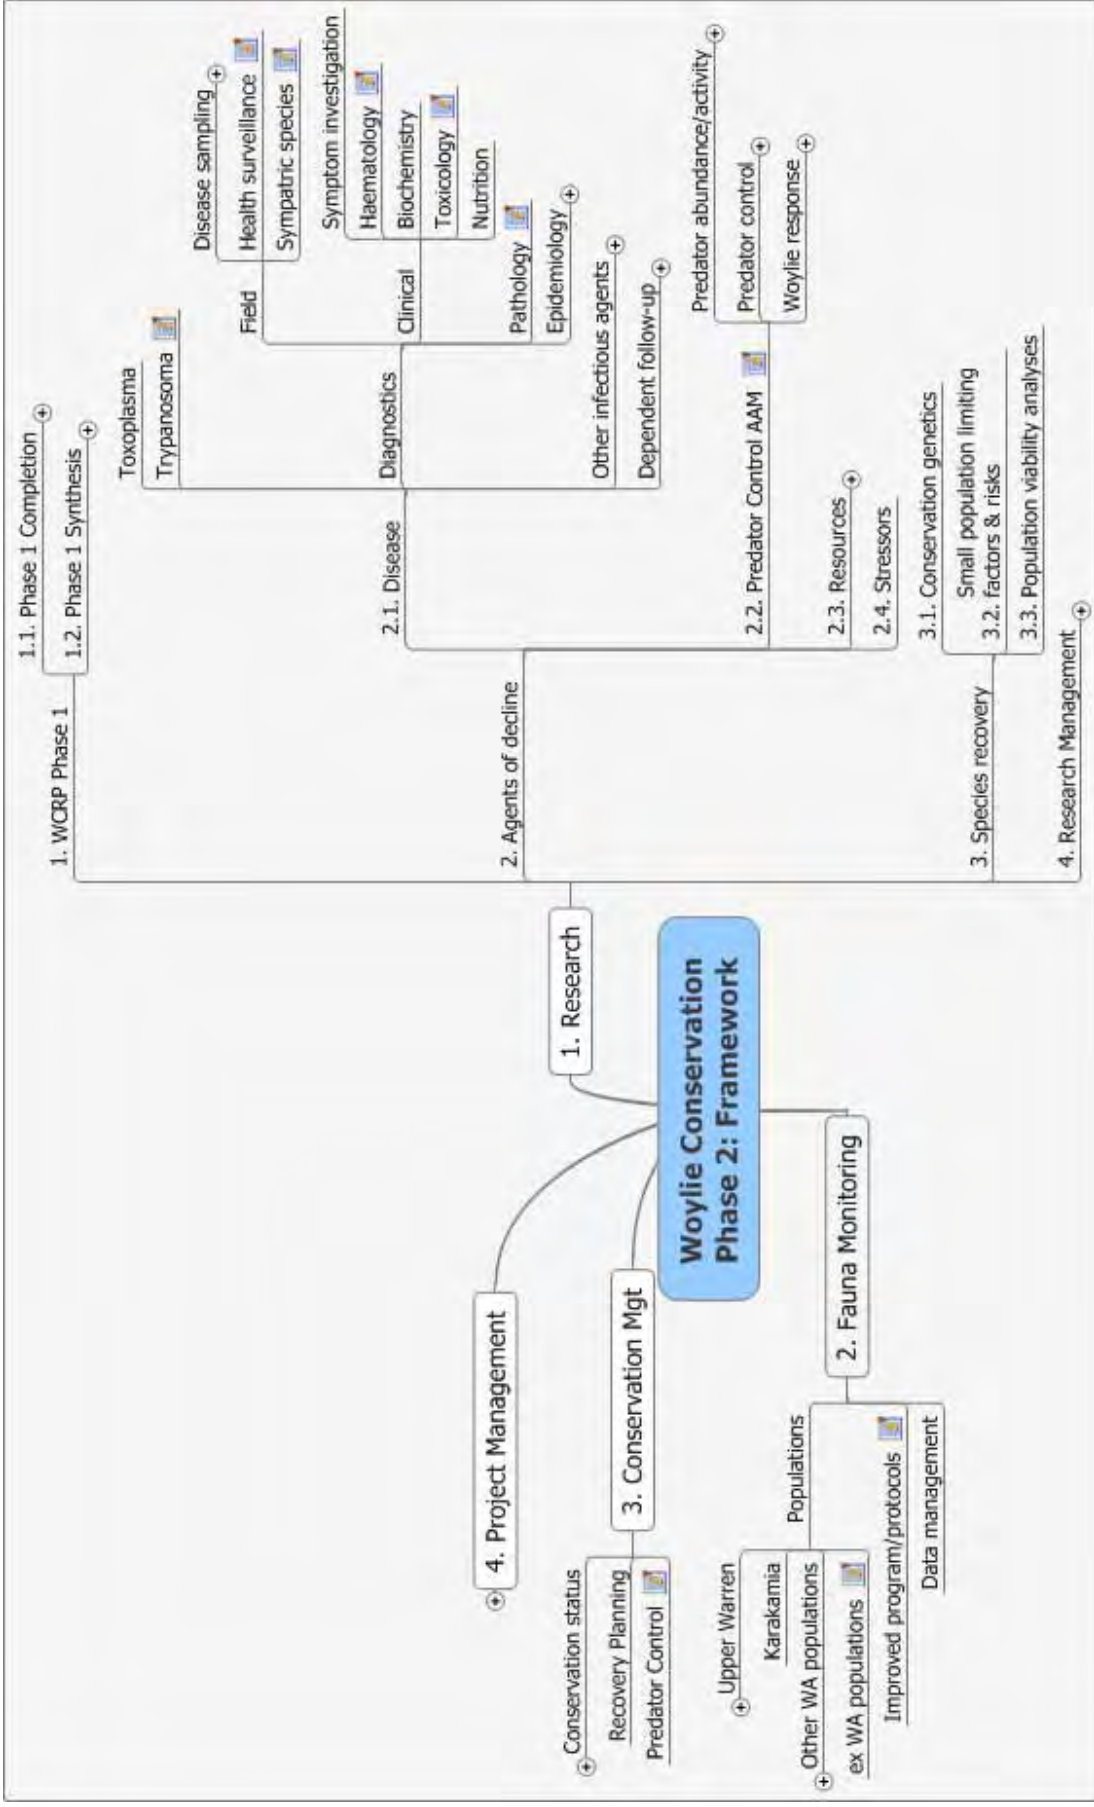 Woylie Conservation
Phase 2: Framework
1. Research
1. WCRP Phase 1
1.1. Phase 1 Completion
1.2. Phase 1 Synthesis
2. Agents of decline
2.1. Disease
Toxoplasma
Trypanosoma
Diagnostics
Field
Disease sampling
Health surveillance
Sympatric species
Clinical
Symptom investigation
Haematology
Biochemistry
Toxicology
Nutrition
Pathology
Epidemiology
Other infectious agents
Dependent follow-up
2.2. Predator Control AAM
Predator abundance/activity
Predator control
Woylie response
2.3. Resources
2.4. Stressors
3. Species recovery
3.1. Conservation genetics
Small population limiting
3.2. factors & risks
3.3. Population viability analyses
4. Research Management
2. Fauna Monitoring
Populations
Upper Warren
Karakamia
Other WA populations
ex WA populations
Improved program/protocols
Data management
3. Conservation Mgt
Conservation status
Recovery Planning
Predator Control
4. Project Management